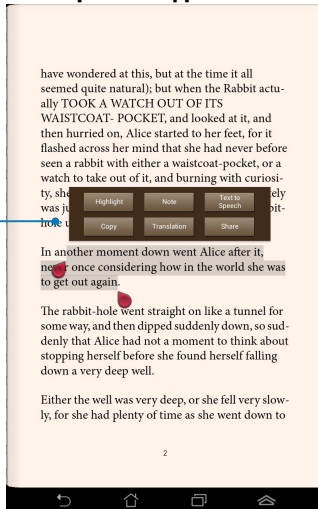 have wondered at this, but at the time it all
seemed quite natural); but when the Rabbit actu-
ally TOOK A WATCH OUT OF ITS
WAISTCOAT- POCKET, and looked at it, and
then hurried on, Alice started to her feet, for it
flashed across her mind that she had never before
seen a rabbit with either a waistcoat-pocket, or a
watch to take out of it, and burning with curiosi-
ty, she
was
Highlight Note Text to Speech
Copy Translation Share
In another moment down went Alice after it,
never once considering how in the world she was
to get out again.
The rabbit-hole went straight on like a tunnel for
some way, and then dipped suddenly down, so sud-
denly that Alice had not a moment to think about
stopping herself before she found herself falling
down a very deep well.
Either the well was very deep, or she fell very slow-
ly, for she had plenty of time as she went down to
2